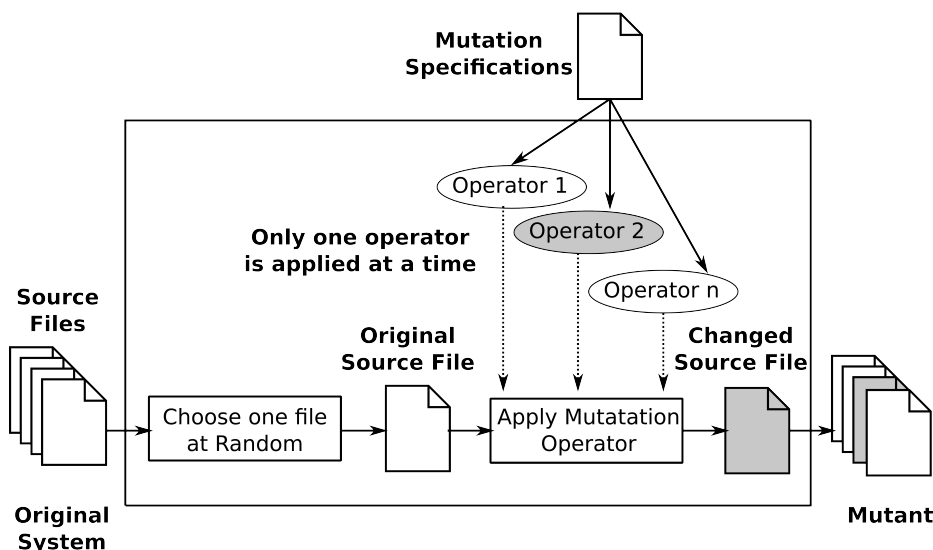 Mutation
Specifications
Operator 1
Operator 2
Only one operator
is applied at a time
Operator n
Source
Files
Original
Source File
Changed
Source File
Choose one file
at Random
Apply Mutatation
Operator
Original
System
Mutant